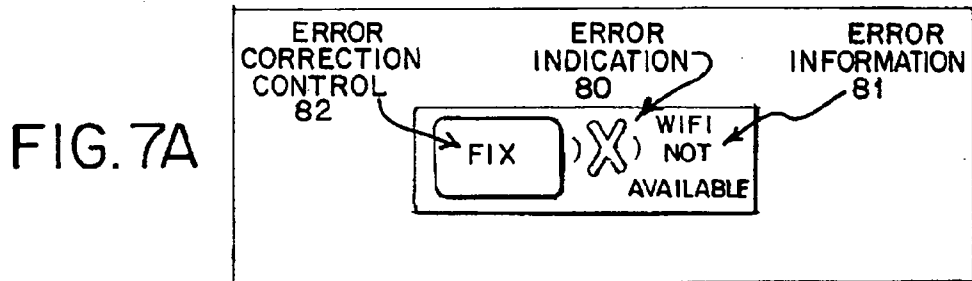 FIG. 7A
ERROR
CORRECTION
CONTROL
82
ERROR
INDICATION
80
ERROR
INFORMATION
81
FIX
X
WIFI
NOT
AVAILABLE